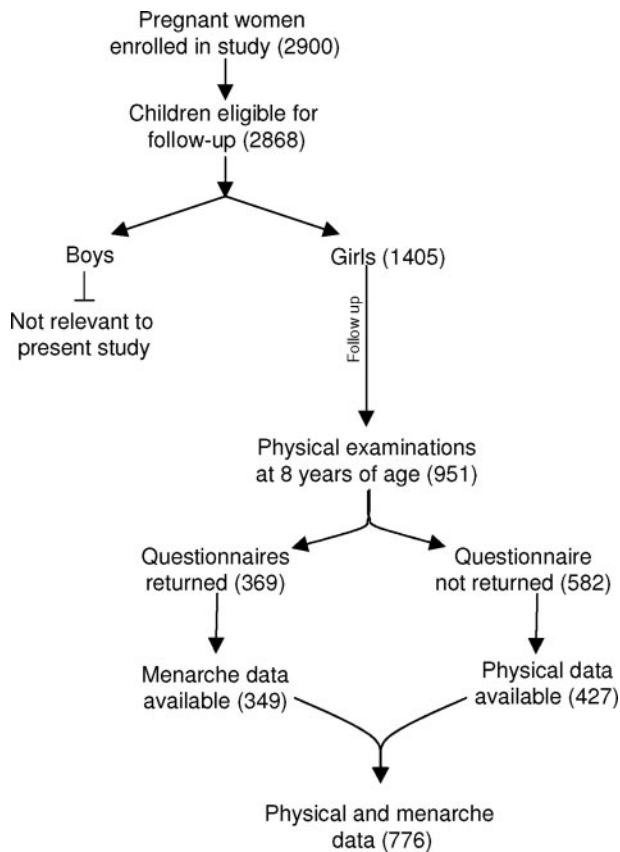 Pregnant women
enrolled in study (2900)
Children eligible for
follow-up (2868)
Boys
Girls (1405)
Not relevant to
present study
Follow up
Physical examinations
at 8 years of age (951)
Questionnaires
returned (369)
Questionnaire
not returned (582)
Menarche data
available (349)
Physical data
available (427)
Physical and menarche
data (776)